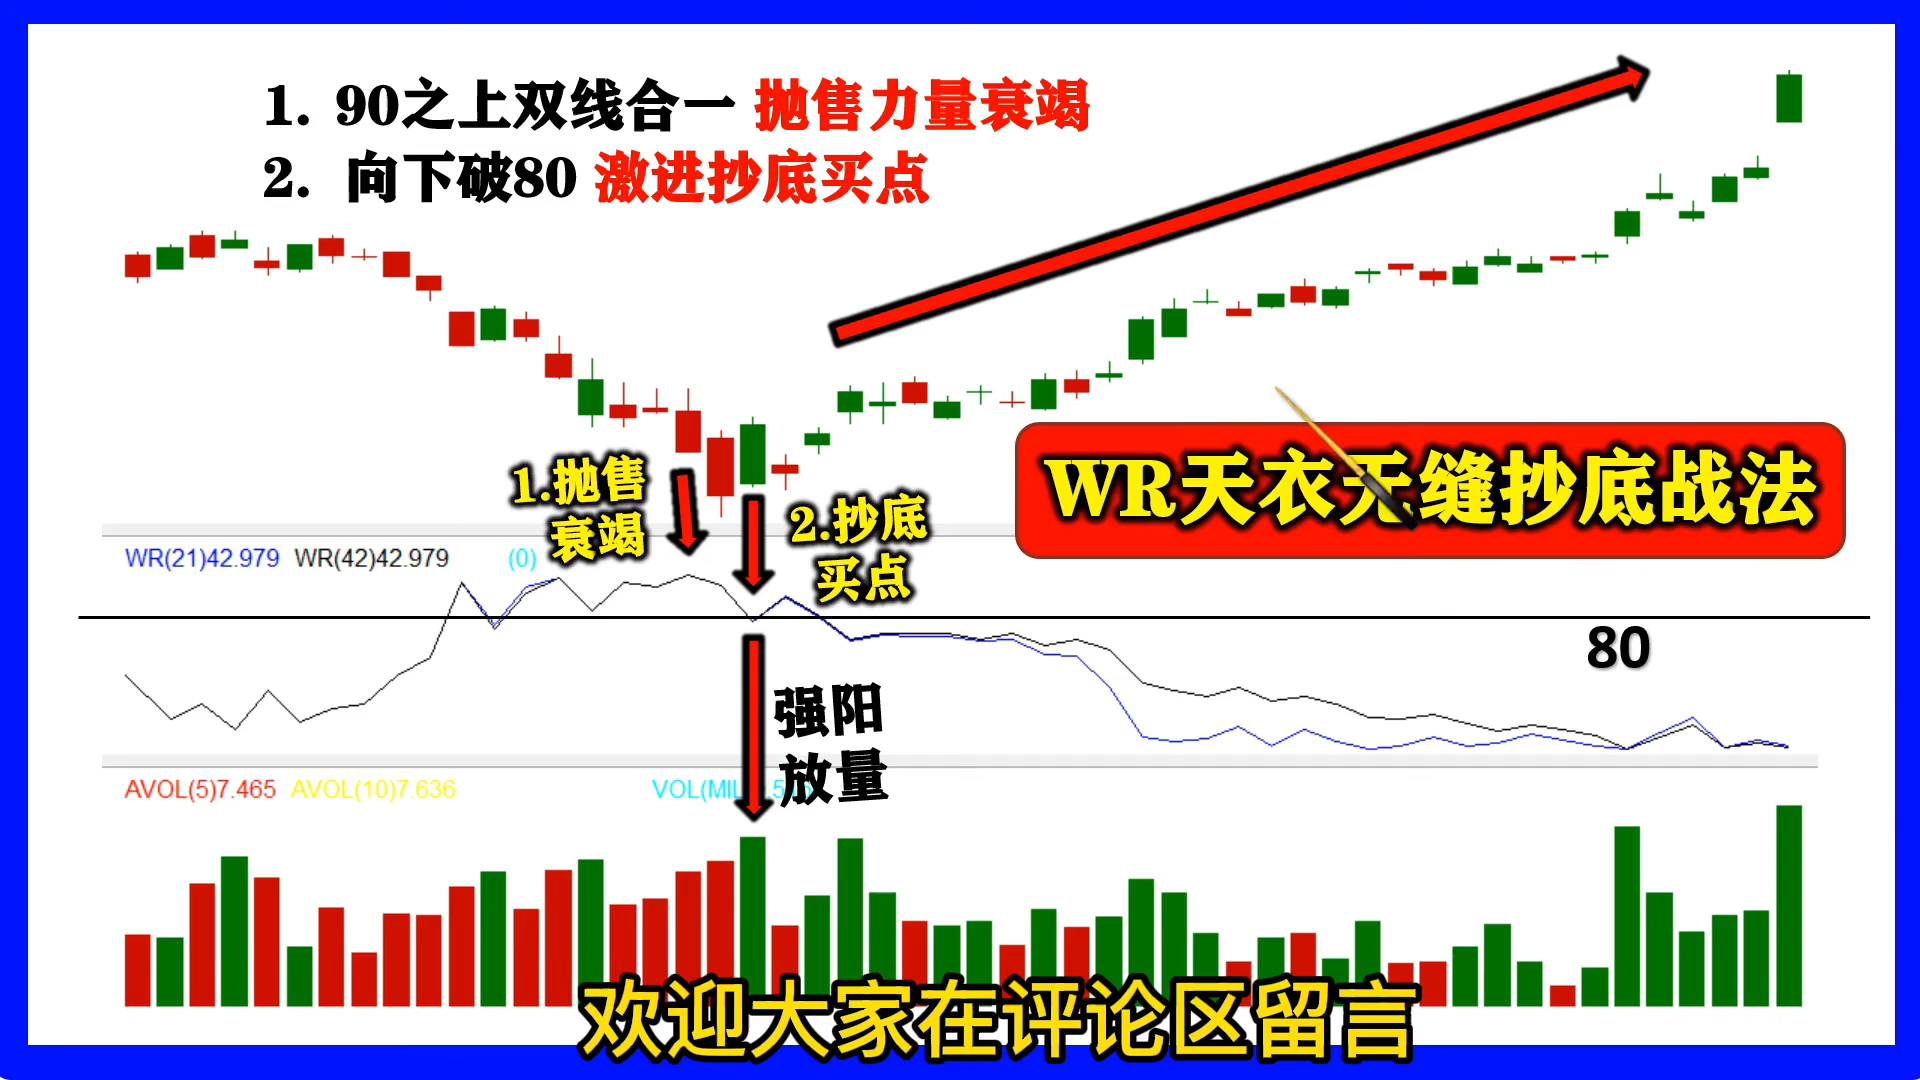 1. 90之上双线合一 抛售力量衰竭
2. 向下破80 激进抄底买点
1.抛售
衰竭
2.抄底
买点
WR天衣无缝抄底战法
WR(21)42.979 WR(42)42.979 (0)
80
强阳
放量
AVOL(5)7.465 AVOL(10)7.636 VOL(MIL
欢迎大家在评论区留言